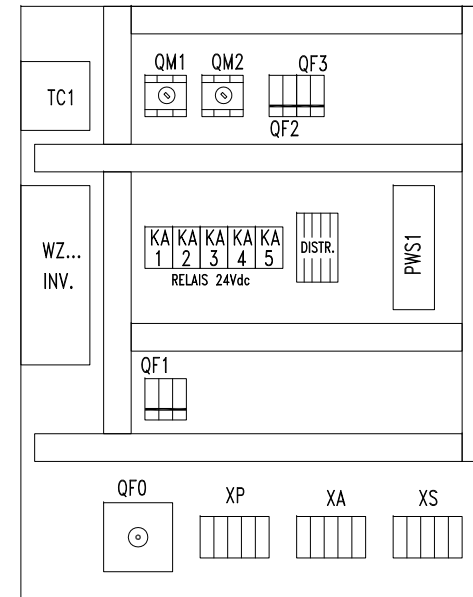 QM1 QM2 QF3
TC1
QF2
WZ...
INV.
KA KA KA KA KA
1 2 3 4 5
DISTR.
PWS1
RELAIS 24Vdc
QF1
QF0 XP XA XS